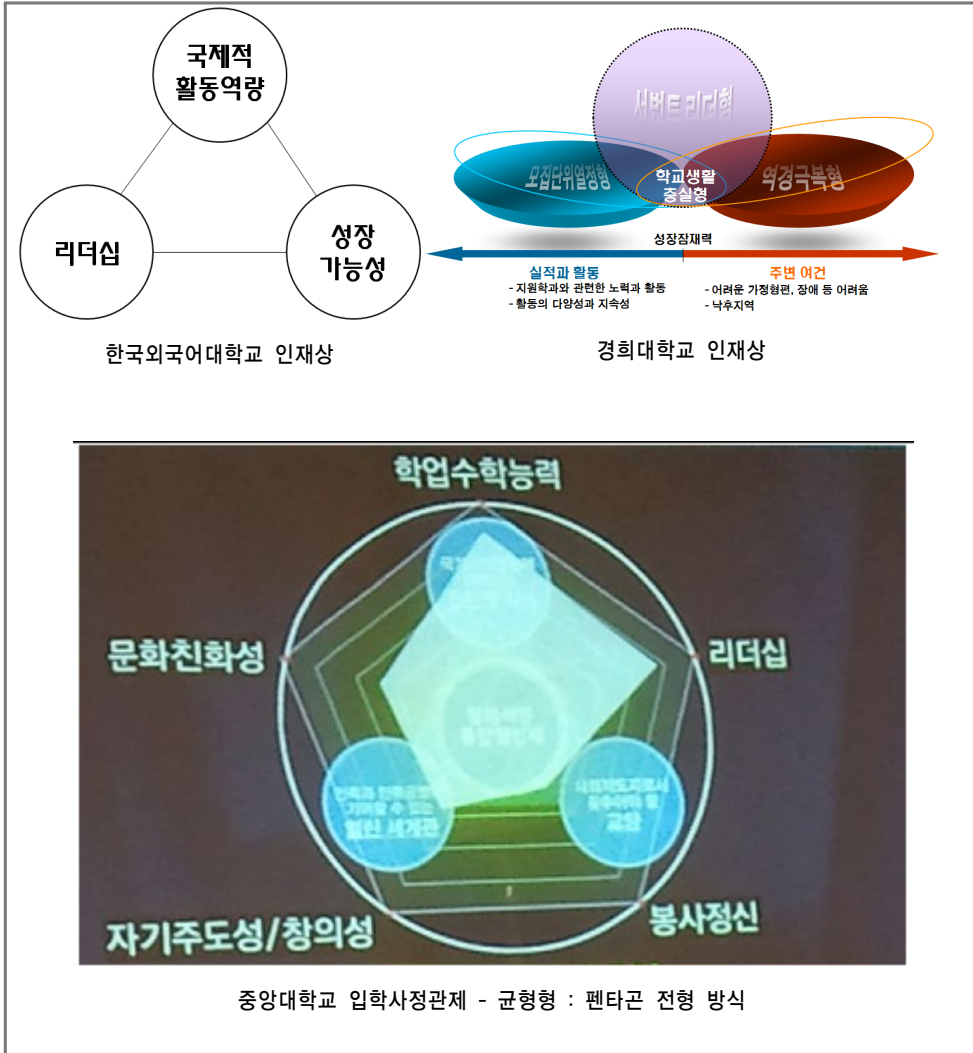 국제적
활동역량
리더십
성장
가능성
한국외국어대학교 인재상
서번트 리더형
모집단위열정형
학교생활
충실형
역경극복형
성장잠재력
실적과 활동
- 지원학과와 관련한 노력과 활동
- 활동의 다양성과 지속성
주변 여건
- 어려운 가정형편, 장애 등 어려움
- 낙후지역
경희대학교 인재상
학업수학능력
문화친화성
리더십
열린 세계관
교양
자기주도성/창의성
봉사정신
중앙대학교 입학사정관제 - 균형형 : 펜타곤 전형 방식